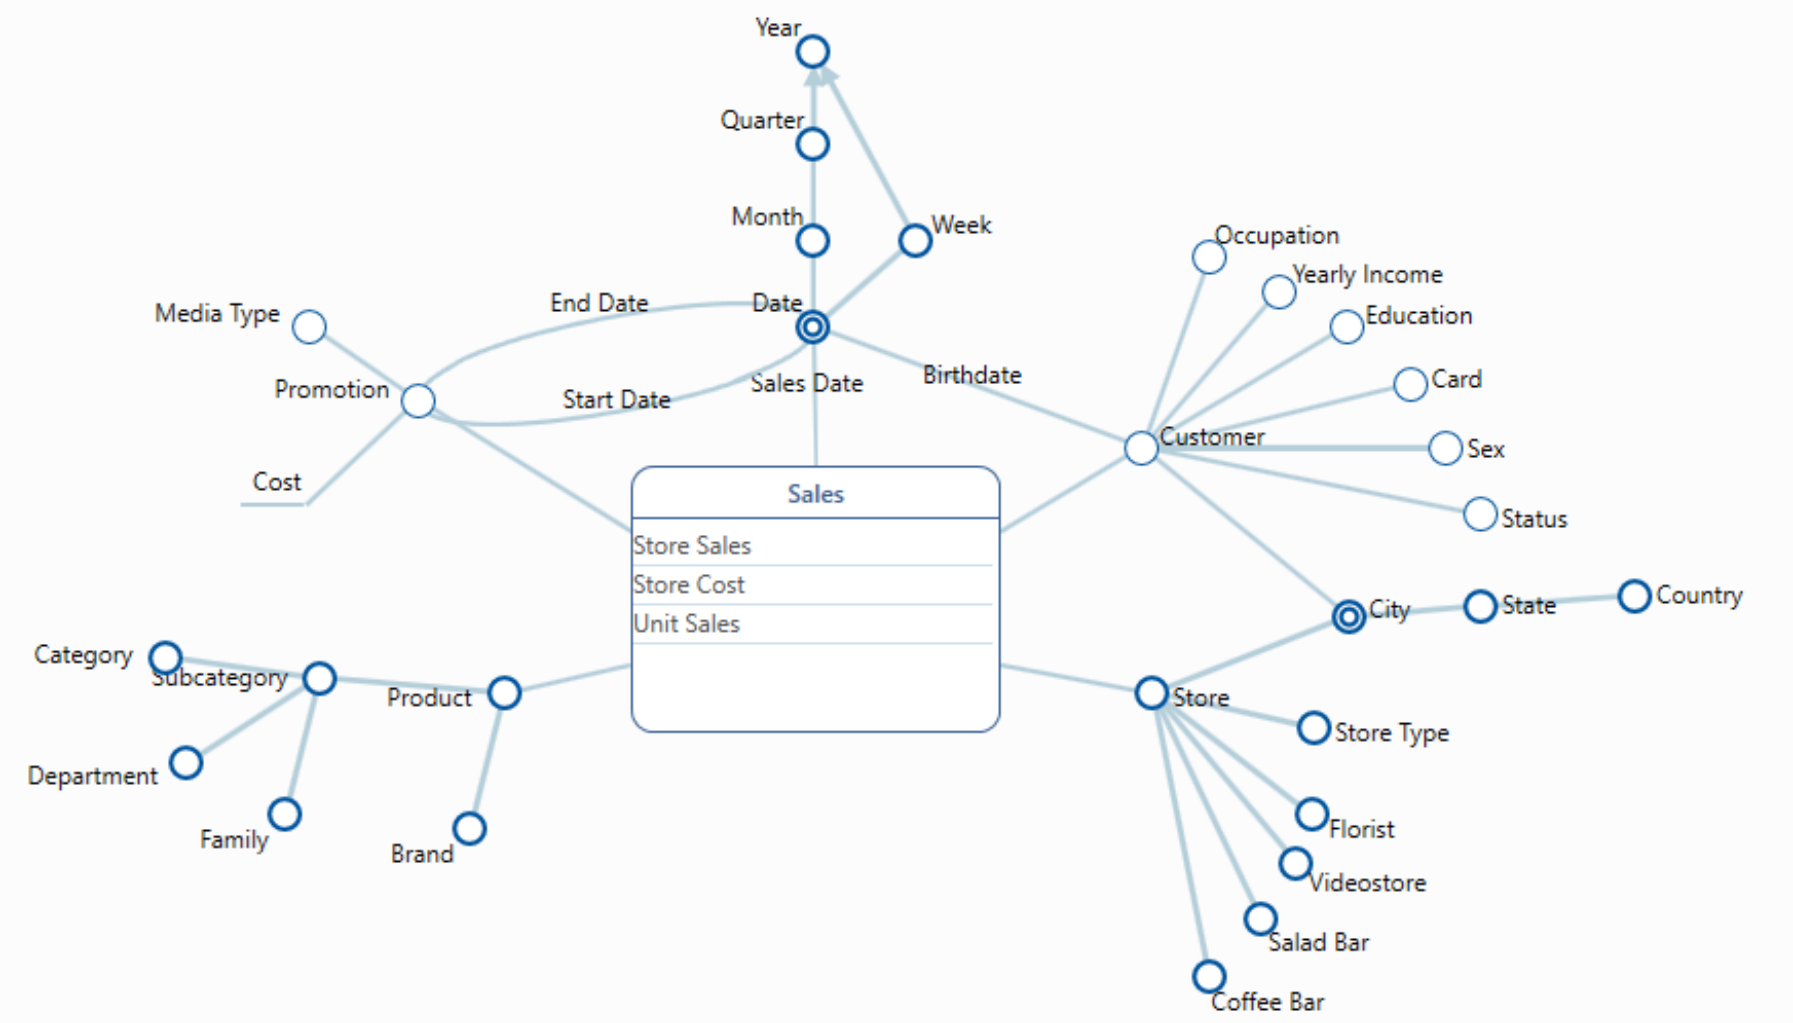 Year
Quarter
Month
Week
Occupation
Yearly Income
Media Type
End Date
Date
Education
Promotion
Start Date
Sales Date
Birthdate
Card
Customer
Sex
Cost
Sales
Status
Store Sales
Store Cost
Unit Sales
City
State
Country
Category
Subcategory
Product
Store
Store Type
Department
Family
Brand
Florist
Videostore
Salad Bar
Coffee Bar